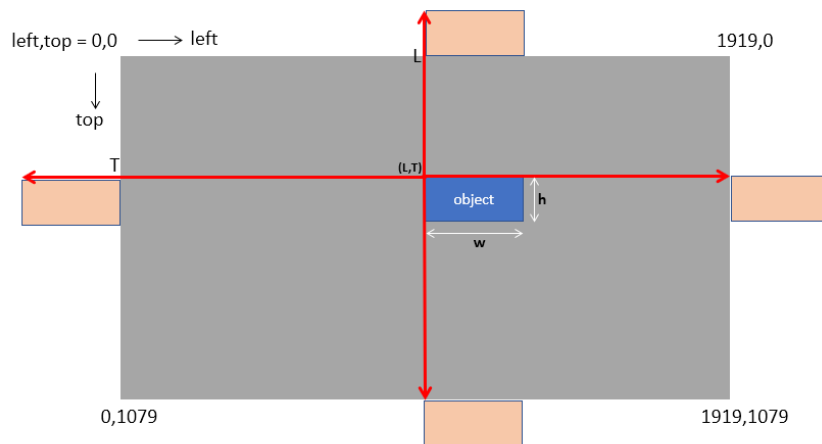 left,top = 0,0
left
1919,0
L
top
T
(L,T)
object
h
w
0,1079
1919,1079